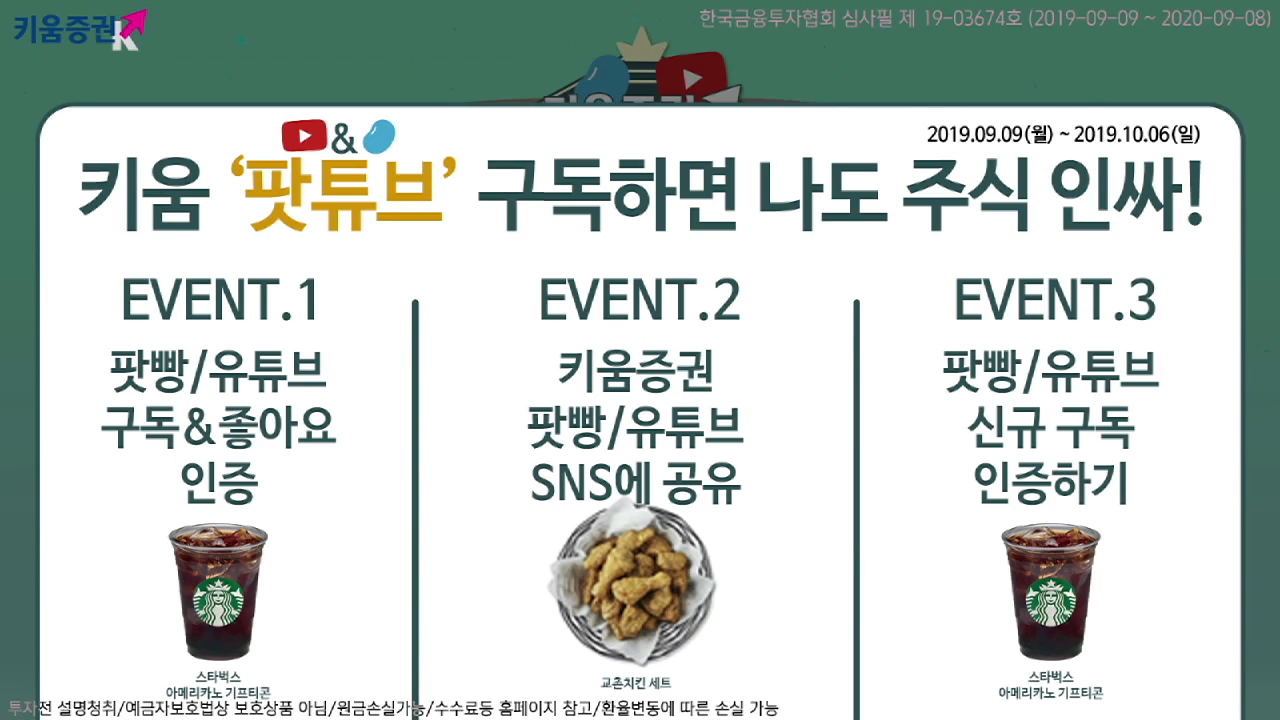 키움증권
한국금융투자협회 심사필 제 19-03674호 (2019-09-09 ~ 2020-09-08)
2019.09.09(월) ~ 2019.10.06(일)
&
키움 '팟튜브' 구독하면 나도 주식 인싸!
EVENT.1
팟빵/유튜브
구독&좋아요
인증
스타벅스
아메리카노 기프티콘
EVENT.2
키움증권
팟빵/유튜브
SNS에 공유
교촌치킨 세트
EVENT.3
팟빵/유튜브
신규 구독
인증하기
스타벅스
아메리카노 기프티콘
투자전 설명청취/예금자보호법상 보호상품 아님/원금손실가능/수수료등 홈페이지 참고/환율변동에 따른 손실 가능